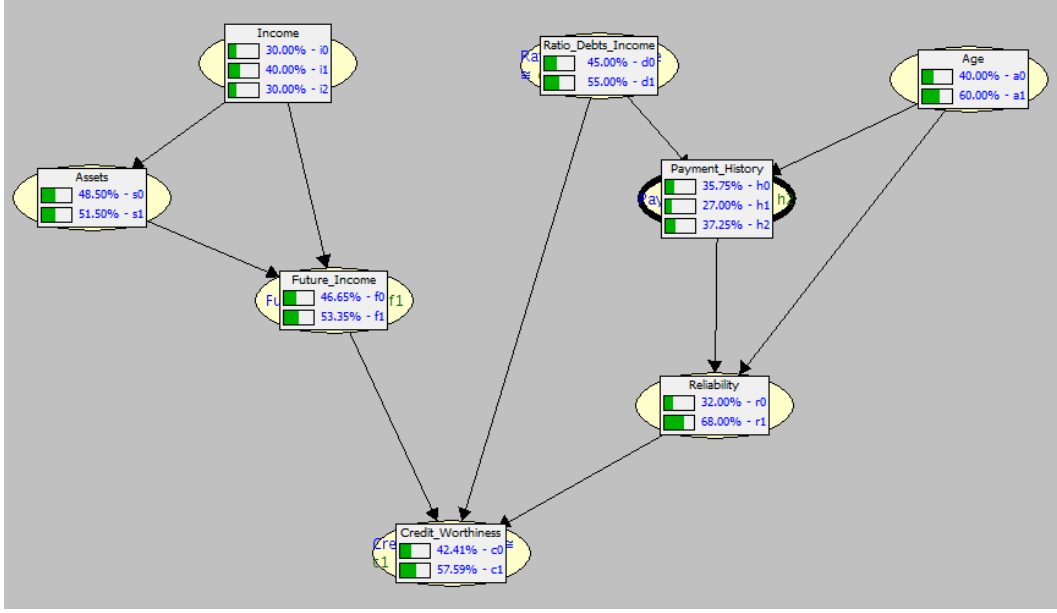 Income
30.00% - i0
40.00% - i1
30.00% - i2
Ratio_Debts_Income
45.00% - d0
55.00% - d1
Age
40.00% - a0
60.00% - a1
Assets
48.50% - s0
51.50% - s1
Payment_History
35.75% - h0
27.00% - h1
37.25% - h2
Future_Income
46.65% - f0
53.35% - f1
f1
Reliability
32.00% - r0
68.00% - r1
Credit_Worthiness
42.41% - c0
57.59% - c1
c1